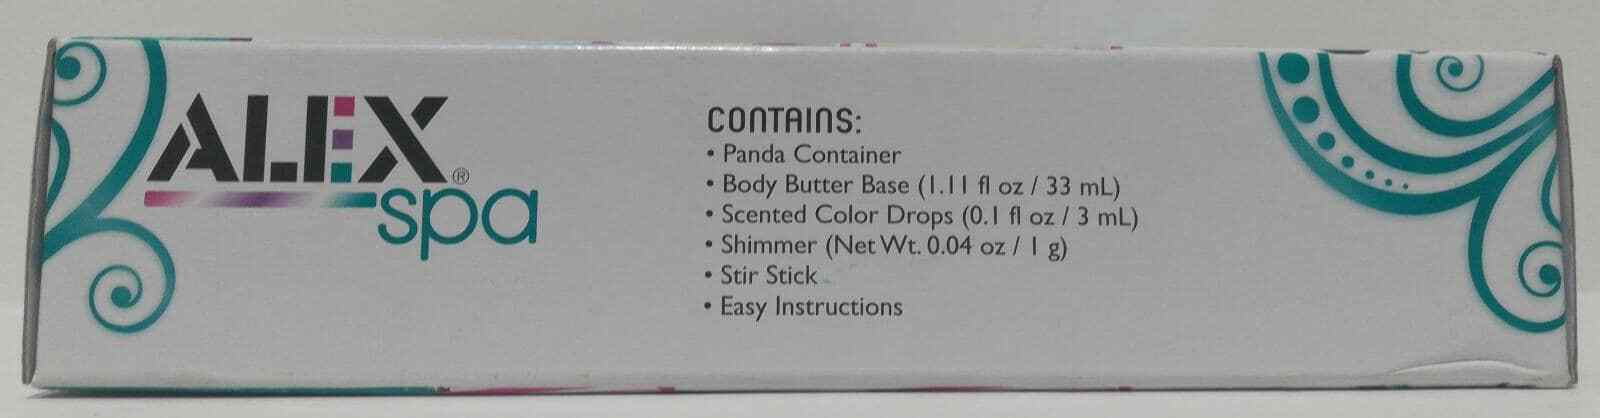 ALEX®
spa
CONTAINS:
• Panda Container
• Body Butter Base (1.11 fl oz / 33 mL)
• Scented Color Drops (0.1 fl oz / 3 mL)
• Shimmer (Net Wt. 0.04 oz / 1 g)
• Stir Stick
• Easy Instructions